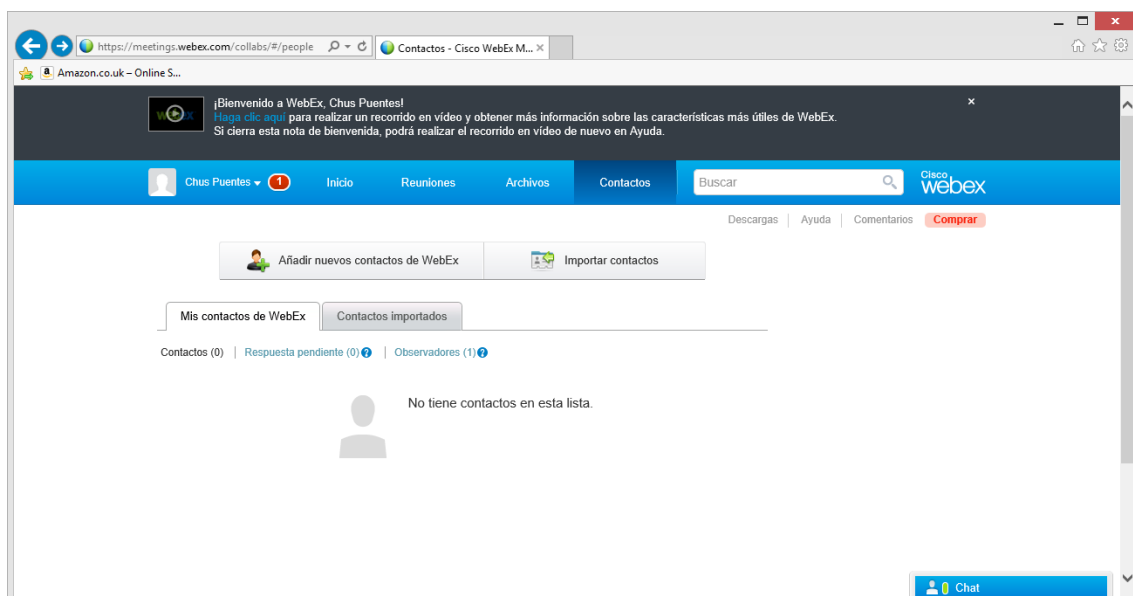 https://meetings.webex.com/collabs/#/people
Contactos - Cisco WebEx M...
Amazon.co.uk – Online S...
¡Bienvenido a WebEx, Chus Puentes!
Haga clic aquí para realizar un recorrido en vídeo y obtener más información sobre las características más útiles de WebEx.
Si cierra esta nota de bienvenida, podrá realizar el recorrido en vídeo de nuevo en Ayuda.
Chus Puentes 1 Inicio Reuniones Archivos Contactos Buscar Cisco webex
Descargas | Ayuda | Comentarios Comprar
Añadir nuevos contactos de WebEx Importar contactos
Mis contactos de WebEx Contactos importados
Contactos (0) | Respuesta pendiente (0) ? | Observadores (1) ?
No tiene contactos en esta lista.
Chat